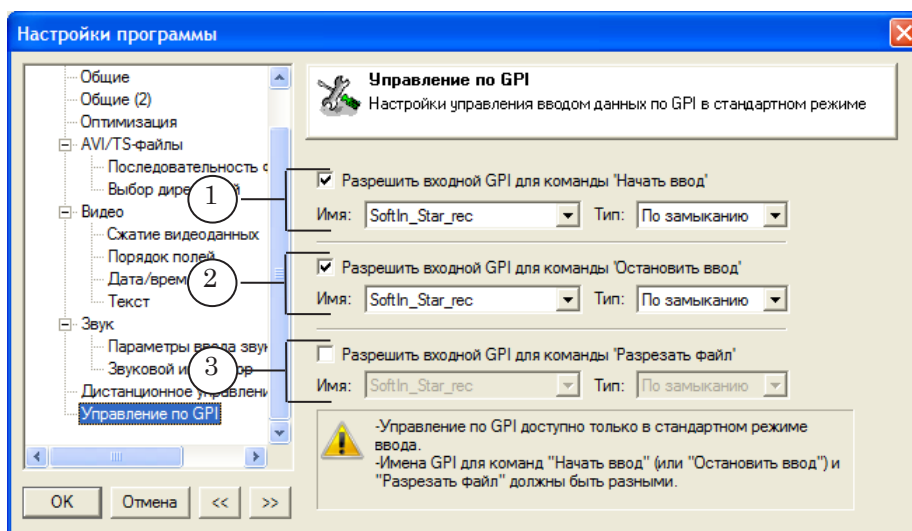 Настройки программы
Общие
Общие (2)
Оптимизация
AVI/TS-файлы
Последовательность
Выбор
Видео
Сжатие видеоданных
Порядок полей
Дата/врем
Текст
Звук
Параметры ввода
Звуковой
Дистанционное
Управление по GPI
OK
Отмена
<<
>>
Управление по GPI
Настройки управления вводом данных по GPI в стандартном режиме
1
Разрешить входной GPI для команды 'Начать ввод'
Имя: SoftIn_Star_rec Тип: По замыканию
2
Разрешить входной GPI для команды 'Остановить ввод'
Имя: SoftIn_Star_rec Тип: По замыканию
3
Разрешить входной GPI для команды 'Разрезать файл'
Имя: SoftIn_Star_rec Тип: По замыканию
-Управление по GPI доступно только в стандартном режиме
ввода.
-Имена GPI для команд "Начать ввод" (или "Остановить ввод") и
"Разрезать файл" должны быть разными.